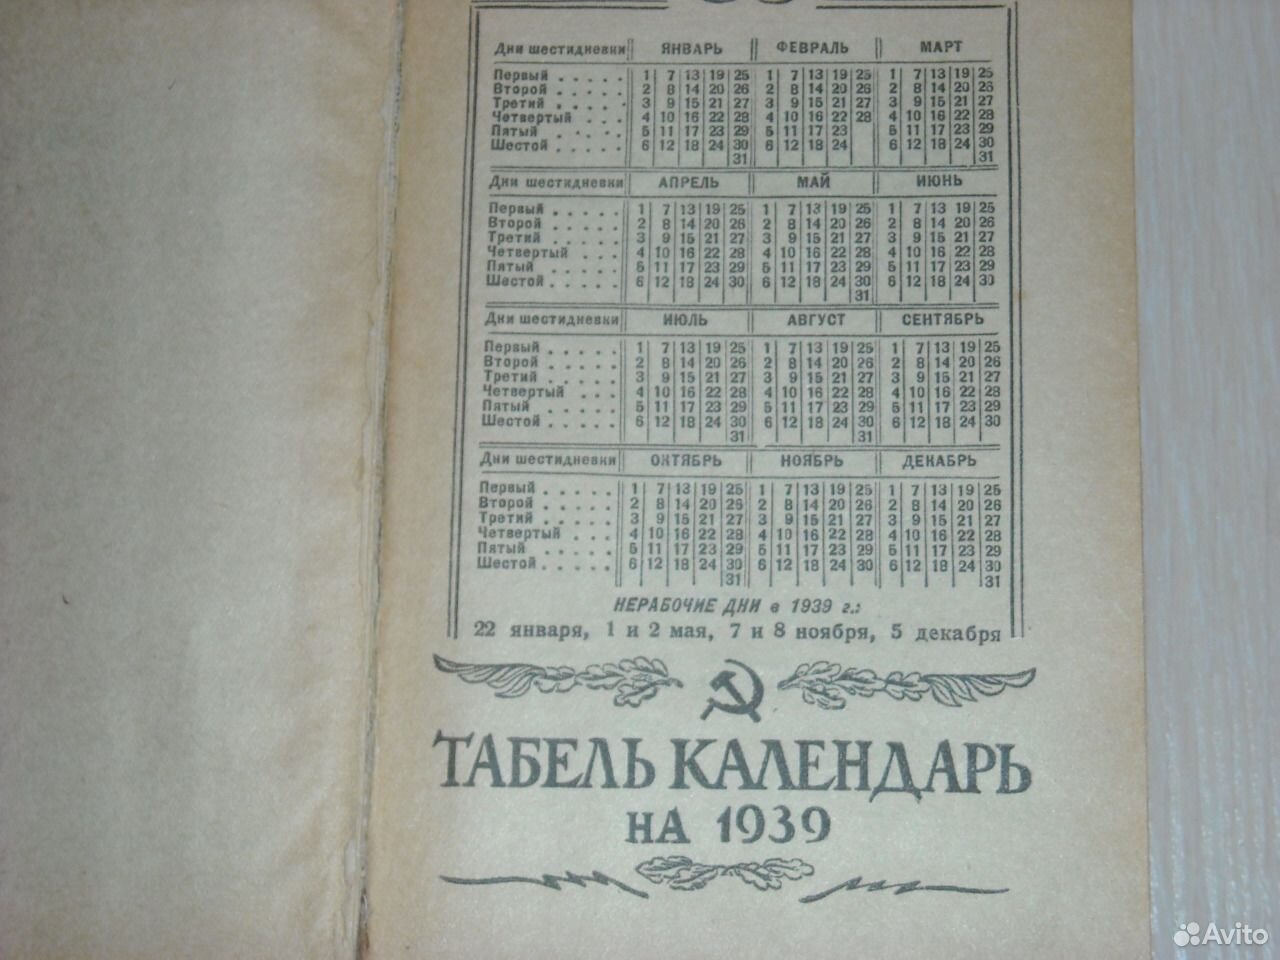 Дни шестидневки ЯНВАРЬ ФЕВРАЛЬ МАРТ
Первый . . . . . 1 7 13 19 25 1 7 13 19 25 1 7 13 19 25
Второй . . . . . 2 8 14 20 26 2 8 14 20 26 2 8 14 20 26
Третий . . . . . 3 9 15 21 27 3 9 15 21 27 3 9 15 21 27
Четвертый . . . 4 10 16 22 28 4 10 16 22 28 4 10 16 22 28
Пятый . . . . 5 11 17 23 29 5 11 17 23 5 11 17 23 29
Шестой . . . . . 6 12 18 24 30 6 12 18 24 6 12 18 24 30
31 31
Дни шестидневки АПРЕЛЬ МАЙ ИЮНЬ
Первый . . . . . 1 7 13 19 25 1 7 13 19 25 1 7 13 19 25
Второй . . . . . 2 8 14 20 26 2 8 14 20 26 2 8 14 20 26
Третий . . . . . 3 9 15 21 27 3 9 15 21 27 3 9 15 21 27
Четвертый . . . 4 10 16 22 28 4 10 16 22 28 4 10 16 22 28
Пятый . . . . . 5 11 17 23 29 5 11 17 23 29 5 11 17 23 29
Шестой . . . . . 6 12 18 24 30 6 12 18 24 30 6 12 18 24 30
31
Дни шестидневки ИЮЛЬ АВГУСТ СЕНТЯБРЬ
Первый . . . . . 1 7 13 19 25 1 7 13 19 25 1 7 13 19 25
Второй . . . . . 2 8 14 20 26 2 8 14 20 26 2 8 14 20 26
Третий . . . . . 3 9 15 21 27 3 9 15 21 27 3 9 15 21 27
Четвертый . . . 4 10 16 22 28 4 10 16 22 28 4 10 16 22 28
Пятый . . . . . 5 11 17 23 29 5 11 17 23 29 5 11 17 23 29
Шестой . . . . . 6 12 18 24 30 6 12 18 24 30 6 12 18 24 30
31 31
Дни шестидневки ОКТЯБРЬ НОЯБРЬ ДЕКАБРЬ
Первый . . . . . 1 7 13 19 25 1 7 13 19 25 1 7 13 19 25
Второй . . . . . 2 8 14 20 26 2 8 14 20 26 2 8 14 20 26
Третий . . . . . 3 9 15 21 27 3 9 15 21 27 3 9 15 21 27
Четвертый . . . 4 10 16 22 28 4 10 16 22 28 4 10 16 22 28
Пятый . . . . . 5 11 17 23 29 5 11 17 23 29 5 11 17 23 29
Шестой . . . . . 6 12 18 24 30 6 12 18 24 30 6 12 18 24 30
31 31
НЕРАБОЧИЕ ДНИ в 1939 г.:
22 января, 1 и 2 мая, 7 и 8 ноября, 5 декабря
ТАБЕЛЬ КАЛЕНДАРЬ
НА 1939
Avito